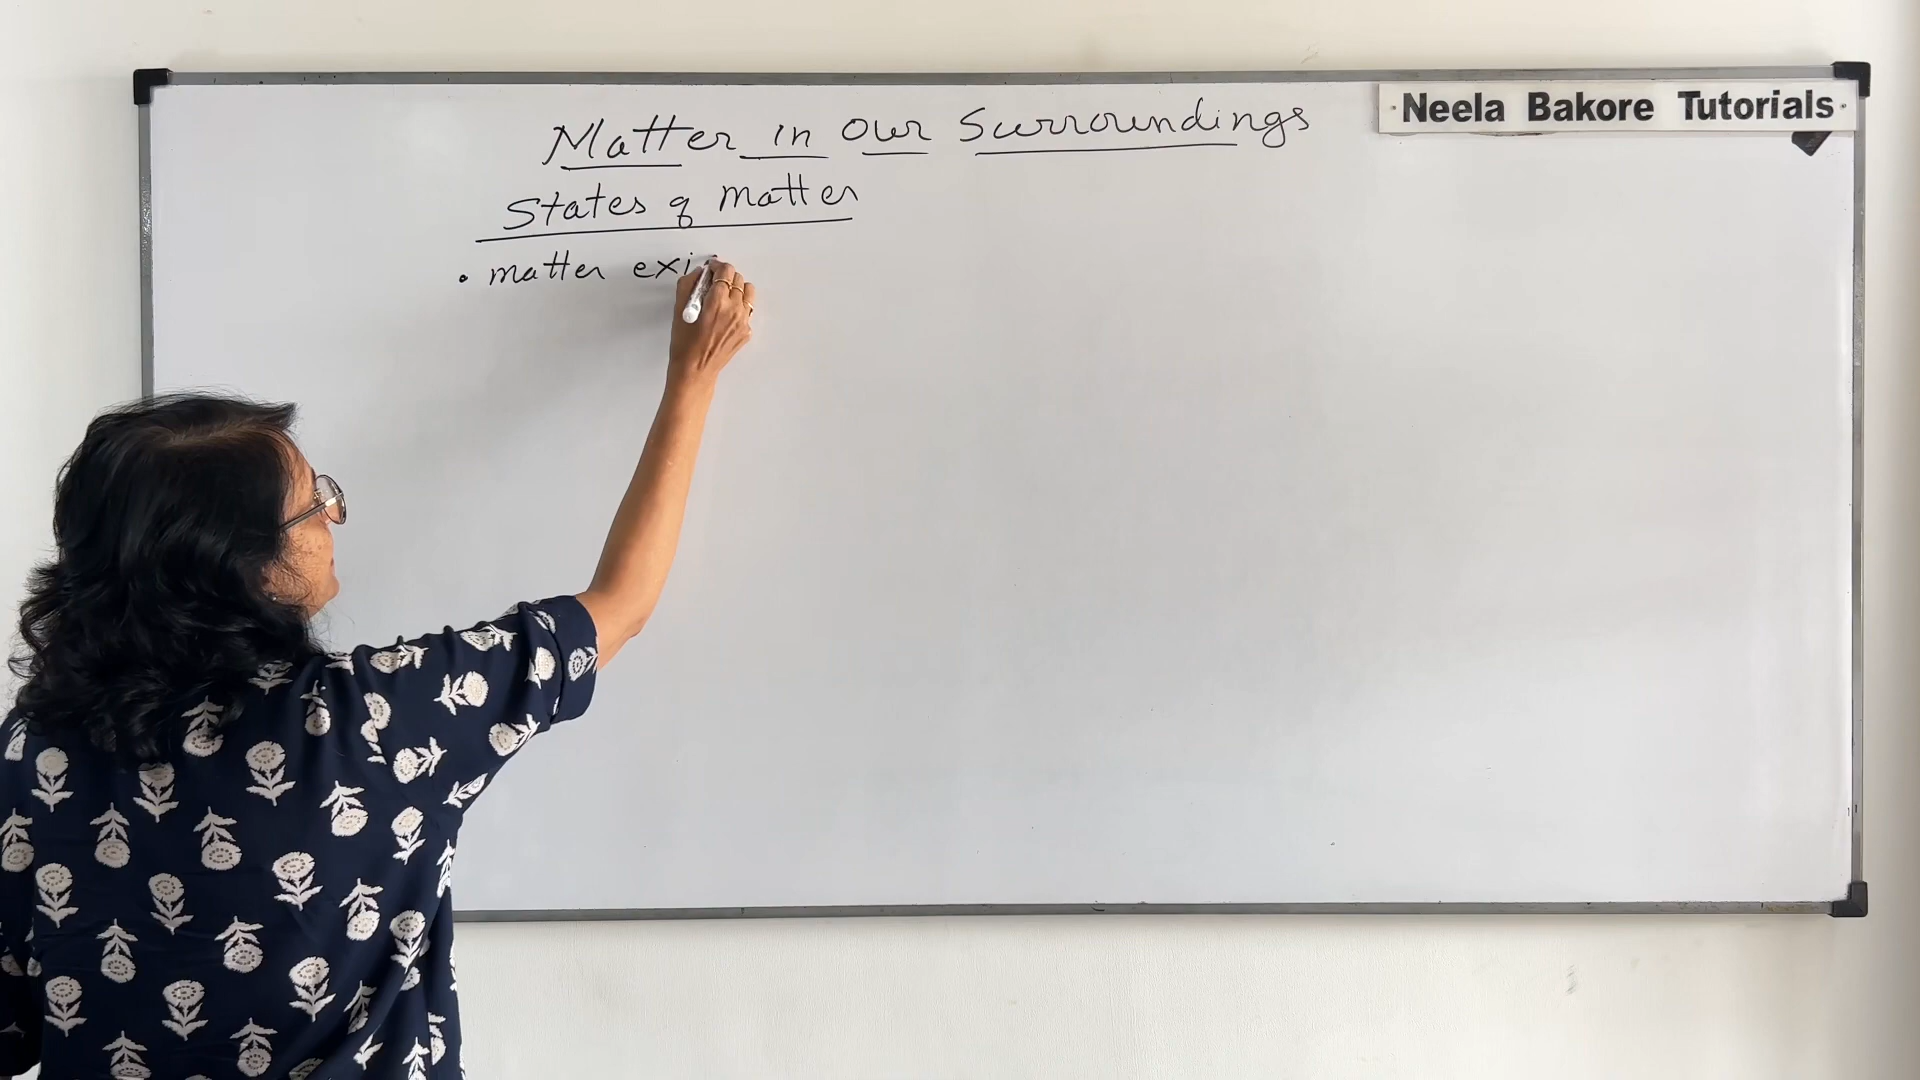 Neela Bakore Tutorials
Matter in Our Surroundings
States of matter
• matter exi